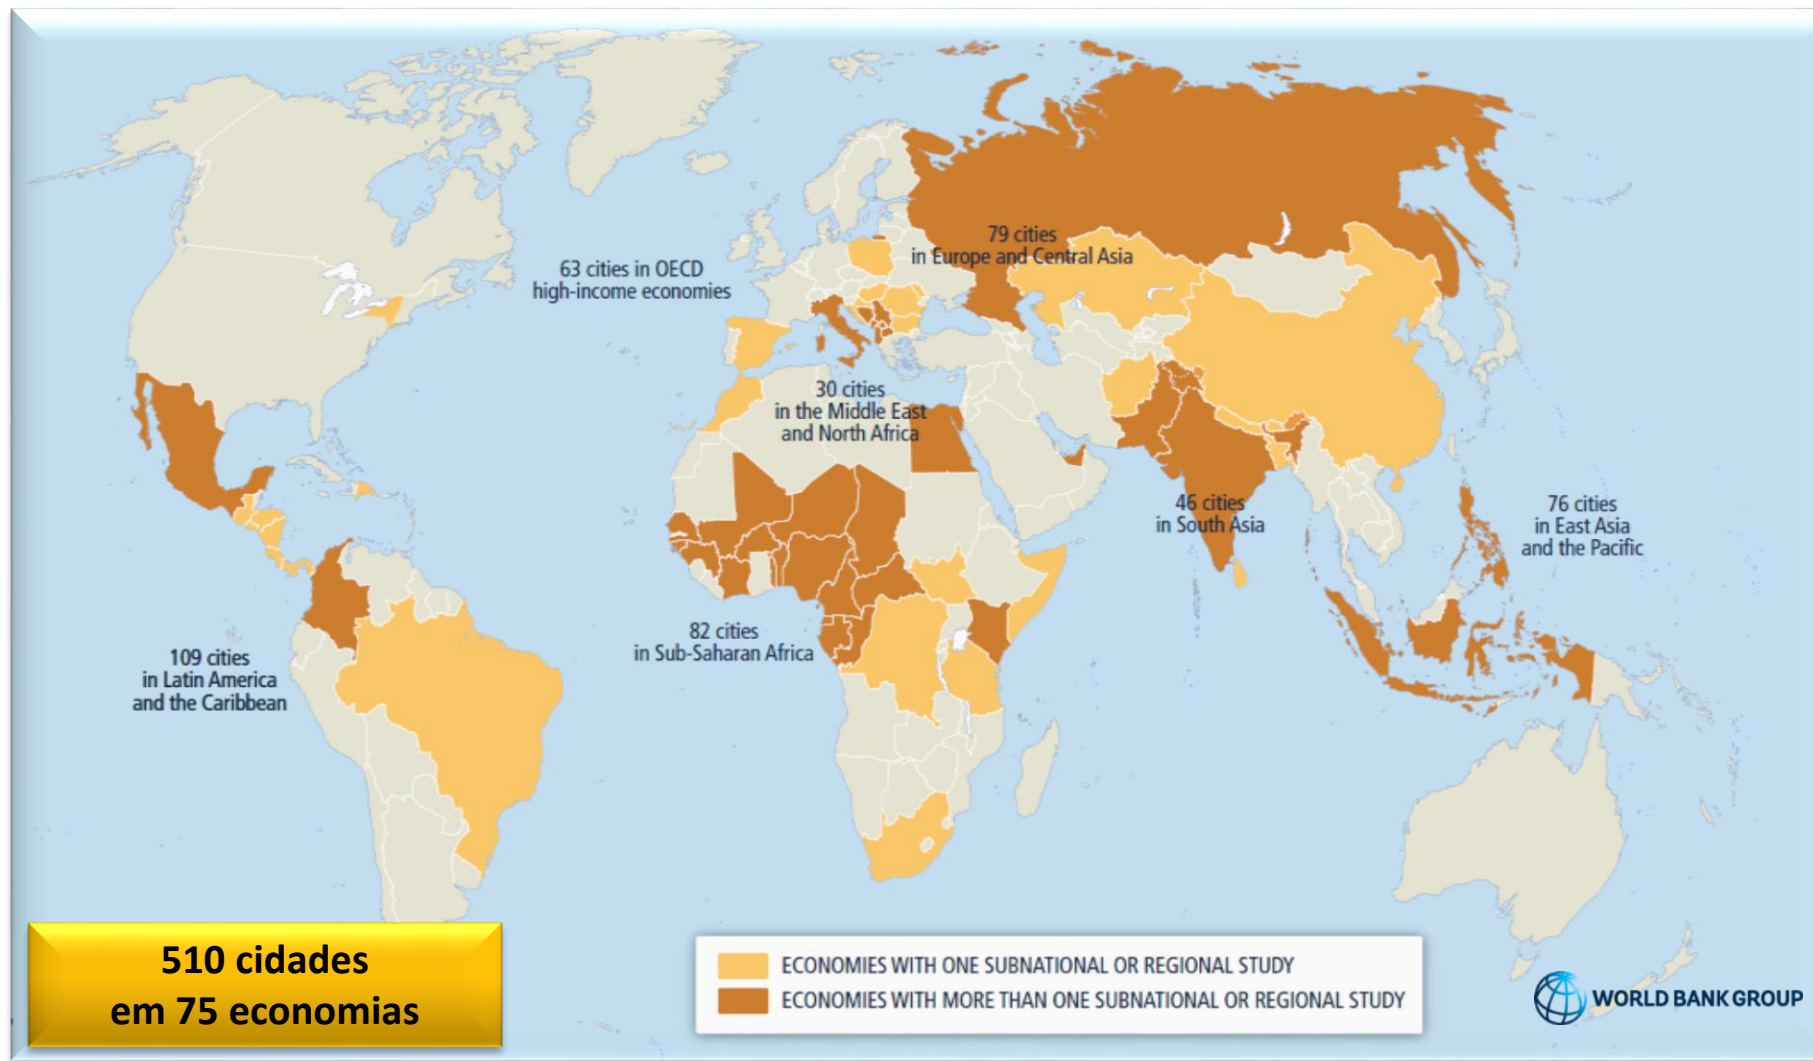 79 cities
in Europe and Central Asia
63 cities in OECD
high-income economies
30 cities
in the Middle East
and North Africa
46 cities
in South Asia
76 cities
in East Asia
and the Pacific
82 cities
in Sub-Saharan Africa
109 cities
in Latin America
and the Caribbean
510 cidades
em 75 economias
ECONOMIES WITH ONE SUBNATIONAL OR REGIONAL STUDY
ECONOMIES WITH MORE THAN ONE SUBNATIONAL OR REGIONAL STUDY
WORLD BANK GROUP